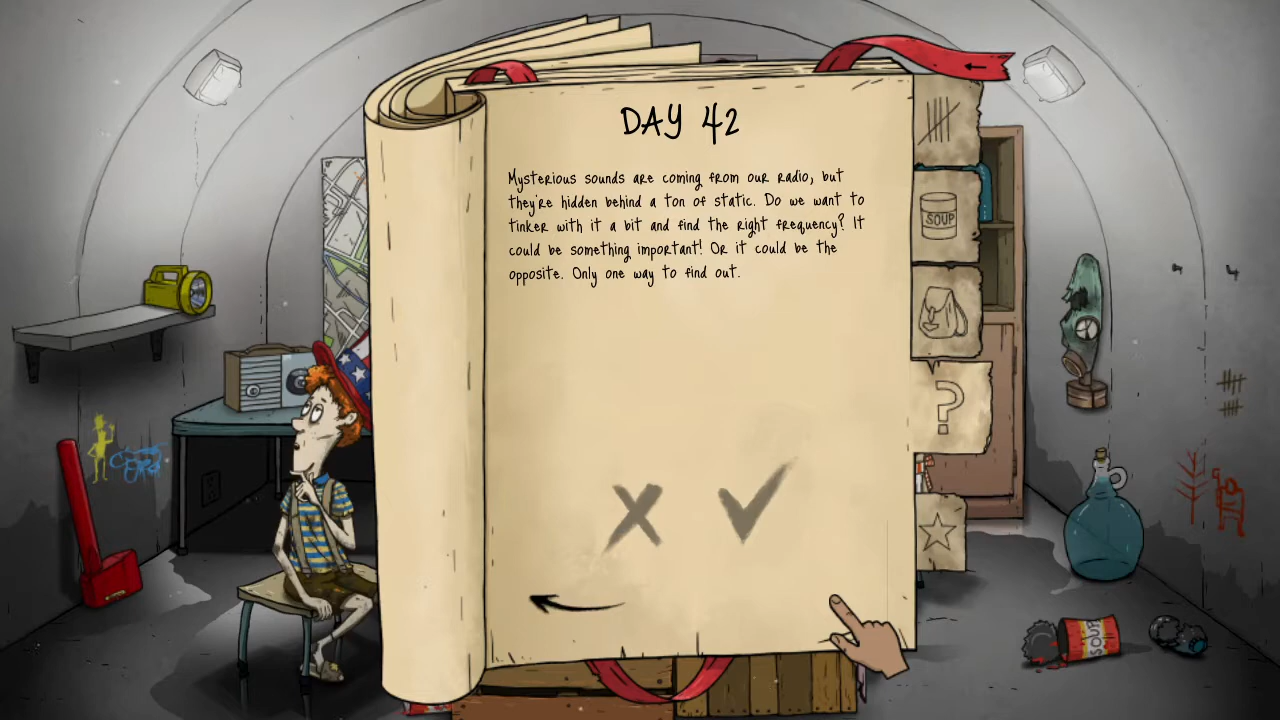 DAY 42
Mysterious sounds are coming from our radio, but
they're hidden behind a ton of static. Do we want to
tinker with it a bit and find the right frequency? It
could be something important! Or it could be the
opposite. Only one way to find out.
SOUP
SOUP